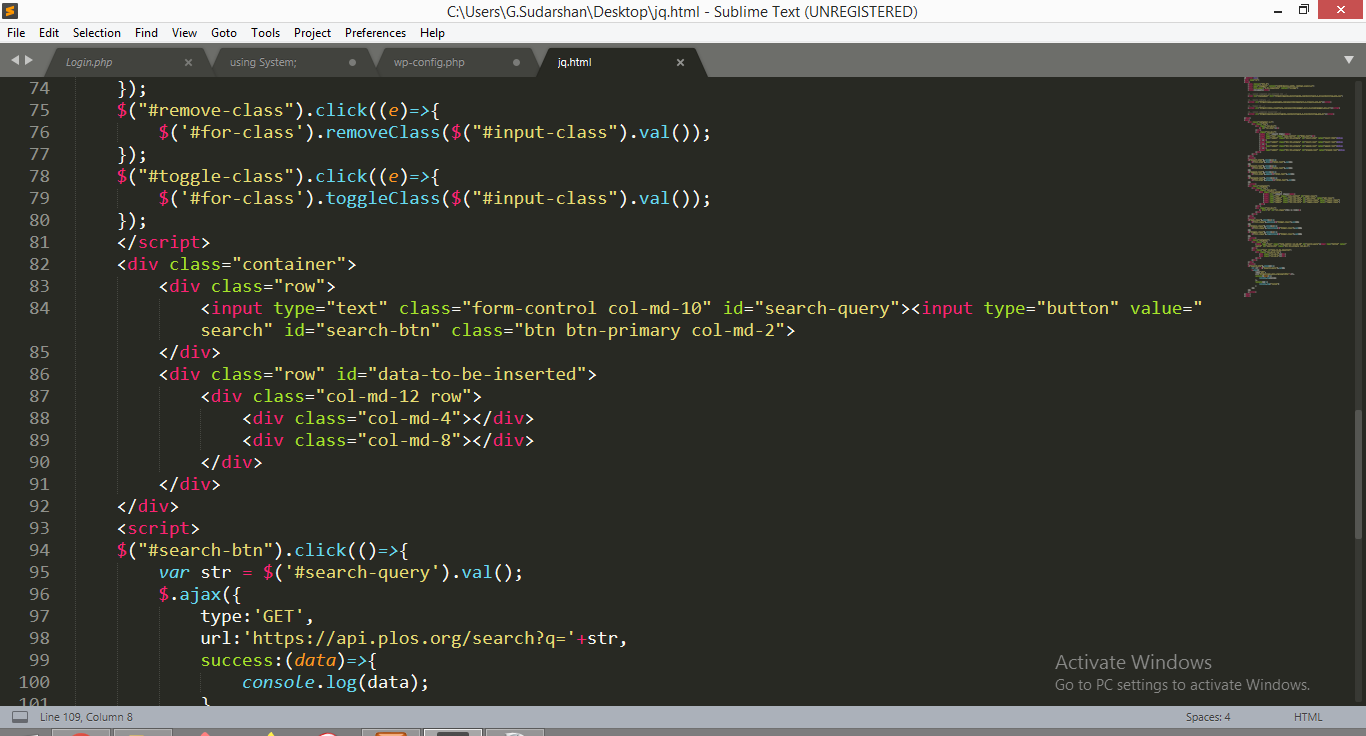 C:\Users\G.Sudarshan\Desktop\jq.html - Sublime Text (UNREGISTERED)
File Edit Selection Find View Goto Tools Project Preferences Help
Login.php using System; wp-config.php jq.html
74 });
75 $("#remove-class").click((e)=>{
76 $('#for-class').removeClass($("#input-class").val());
77 });
78 $("#toggle-class").click((e)=>{
79 $('#for-class').toggleClass($("#input-class").val());
80 });
81 </script>
82 <div class="container">
83 <div class="row">
84 <input type="text" class="form-control col-md-10" id="search-query"><input type="button" value="
search" id="search-btn" class="btn btn-primary col-md-2">
85 </div>
86 <div class="row" id="data-to-be-inserted">
87 <div class="col-md-12 row">
88 <div class="col-md-4"></div>
89 <div class="col-md-8"></div>
90 </div>
91 </div>
92 </div>
93 <script>
94 $("#search-btn").click(()=>{
95 var str = $('#search-query').val();
96 $.ajax({
97 type:'GET',
98 url:'https://api.plos.org/search?q='+str,
99 success:(data)=>{
100 console.log(data);
101 }
Activate Windows
Go to PC settings to activate Windows.
Line 109, Column 8 Spaces: 4 HTML